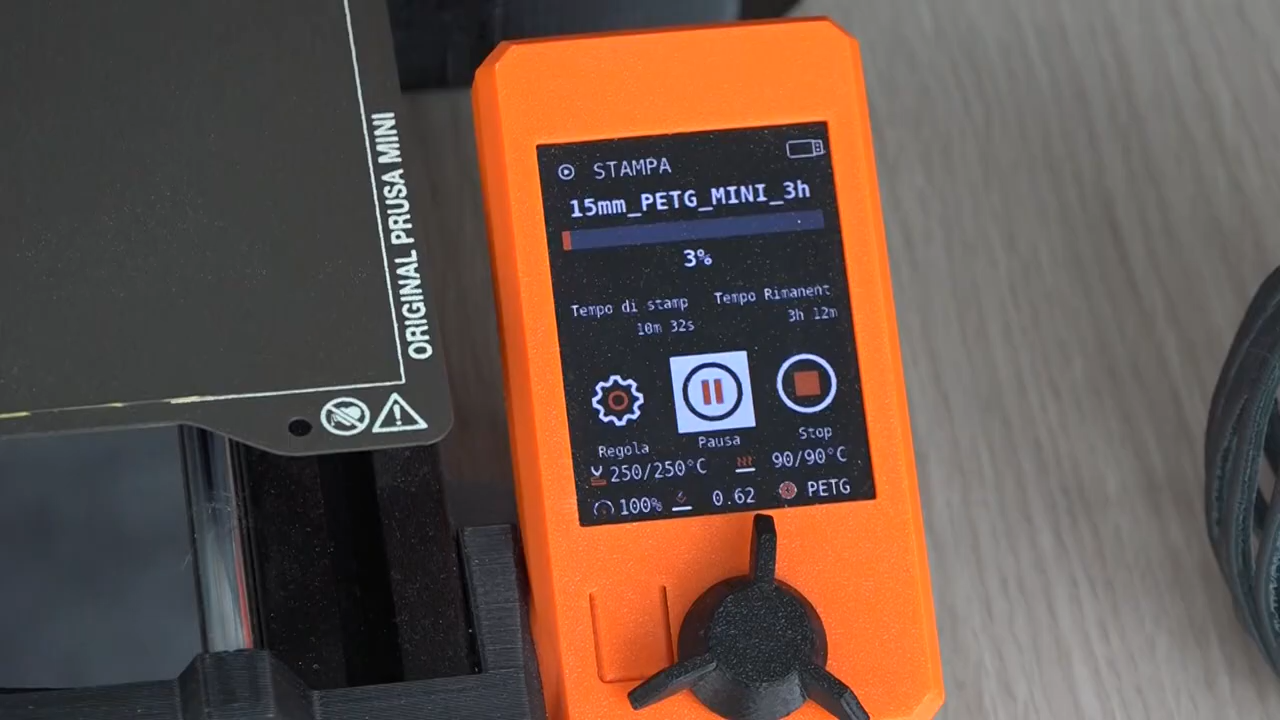 ORIGINAL PRUSA MINI
STAMPA
15mm_PETG_MINI_3h
3%
Tempo di stamp Tempo Rimanent
10m 32s 3h 12m
Regola Pausa Stop
250/250°C 90/90°C
100% 0.62 PETG